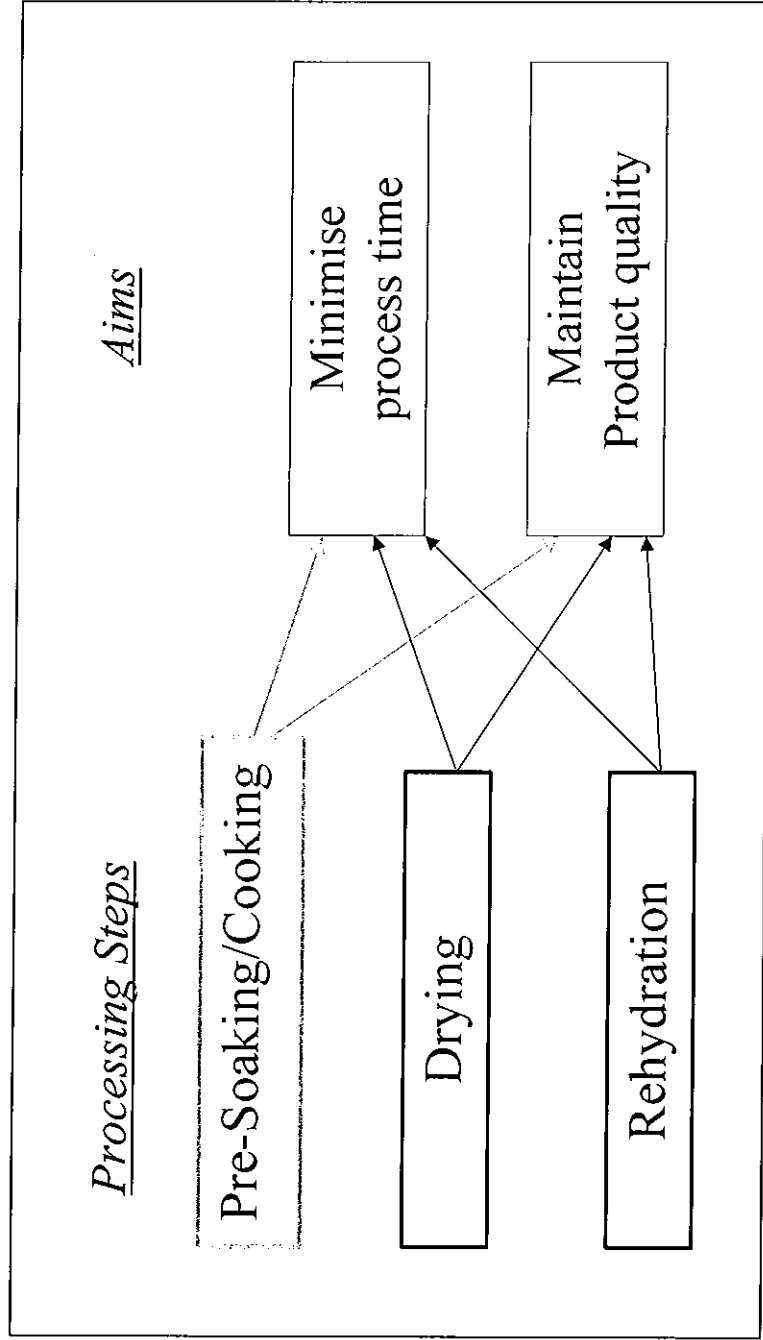 Processing Steps
Aims
Pre-Soaking/Cooking
Drying
Rehydration
Minimise
process time
Maintain
Product quality